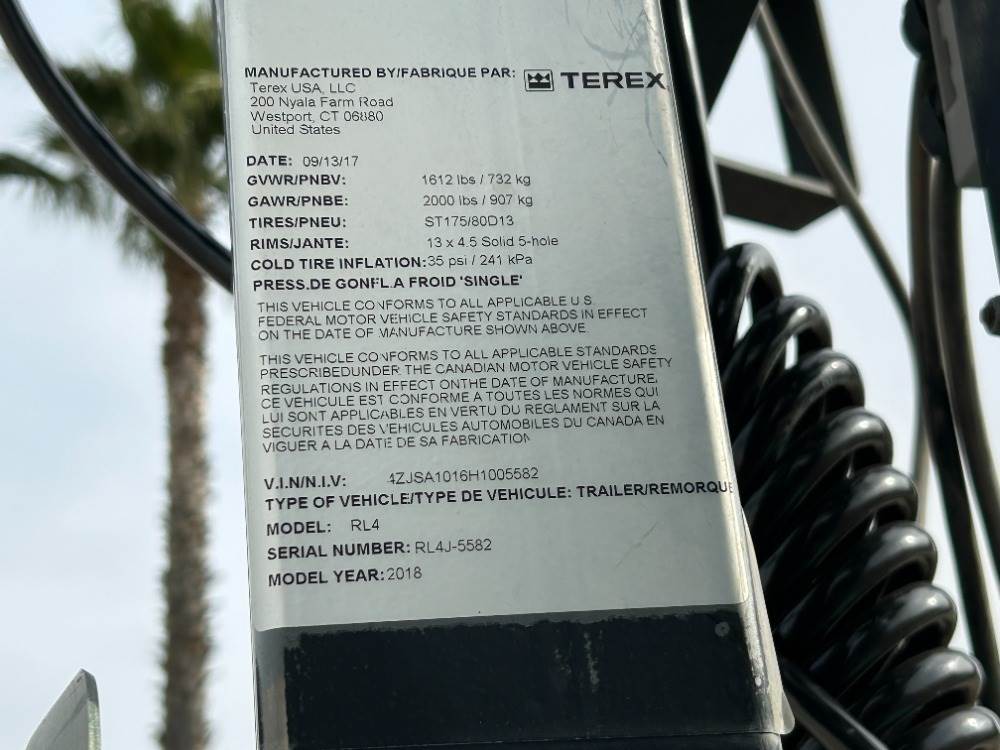 MANUFACTURED BY/FABRIQUE PAR: TEREX
Terex USA, LLC
200 Nyala Farm Road
Westport, CT 06880
United States
DATE: 09/13/17
GVWR/PNBV: 1612 lbs / 732 kg
GAWR/PNBE: 2000 lbs / 907 kg
TIRES/PNEU: ST175/80D13
RIMS/JANTE: 13 x 4.5 Solid 5-hole
COLD TIRE INFLATION: 35 psi / 241 kPa
PRESS.DE GONFL.A FROID 'SINGLE'
THIS VEHICLE CONFORMS TO ALL APPLICABLE U.S.
FEDERAL MOTOR VEHICLE SAFETY STANDARDS IN EFFECT
ON THE DATE OF MANUFACTURE SHOWN ABOVE.
THIS VEHICLE CONFORMS TO ALL APPLICABLE STANDARDS
PRESCRIBEDUNDER THE CANADIAN MOTOR VEHICLE SAFETY
REGULATIONS IN EFFECT ONTHE DATE OF MANUFACTURE.
CE VEHICULE EST CONFORME A TOUTES LES NORMES QUI
LUI SONT APPLICABLES EN VERTU DU REGLEMENT SUR LA
SECURITES DES VEHICULES AUTOMOBILES DU CANADA EN
VIGUER A LA DATE DE SA FABRICATION
V.I.N/N.I.V: 4ZJSA1016H1005582
TYPE OF VEHICLE/TYPE DE VEHICULE: TRAILER/REMORQUE
MODEL: RL4
SERIAL NUMBER: RL4J-5582
MODEL YEAR: 2018